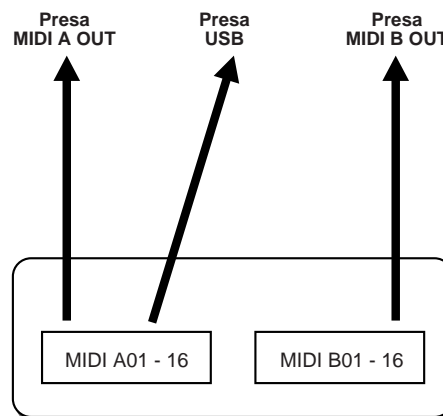 Presa
MIDI A OUT
Presa
USB
Presa
MIDI B OUT
MIDI A01 - 16
MIDI B01 - 16